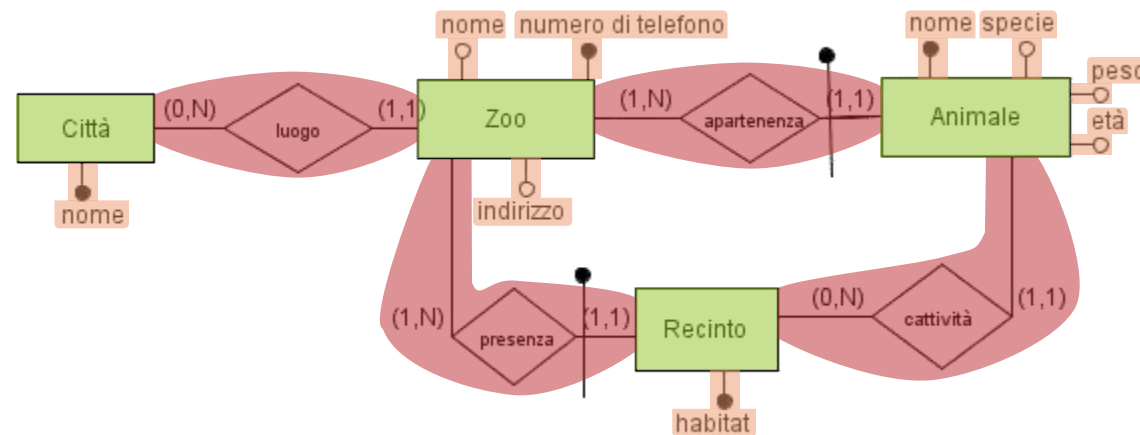 nome
numero di telefono
nome
specie
peso
età
Città
(0,N)
luogo
(1,1)
Zoo
(1,N)
apartenenza
(1,1)
Animale
nome
indirizzo
(1,N)
presenza
(1,1)
Recinto
(0,N)
cattività
(1,1)
habitat